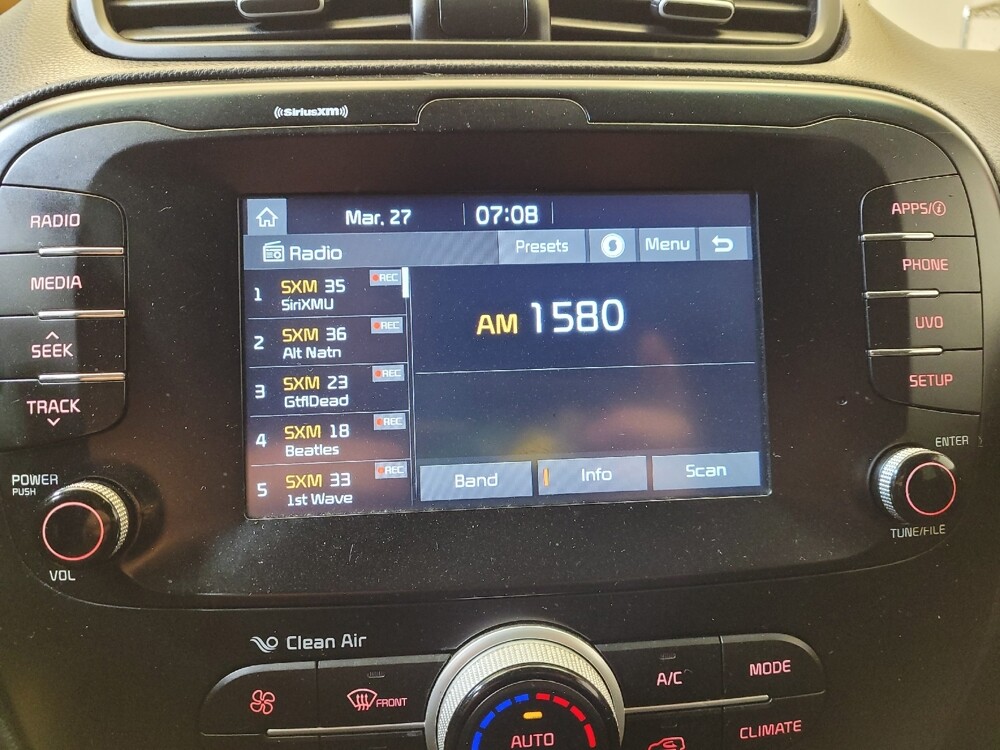 ((SiriusXM))
RADIO
MEDIA
SEEK
TRACK
POWER
PUSH
VOL
Mar. 27 07:08
Radio Presets Menu
1 SXM 35 REC
SiriXMU
2 SXM 36 REC
Alt Natn
3 SXM 23 REC
GtflDead
4 SXM 18 REC
Beatles
5 SXM 33 REC
1st Wave
AM 1580
Band Info Scan
APPS/i
PHONE
UVO
SETUP
ENTER
TUNE/FILE
Clean Air
FRONT
A/C
MODE
AUTO
CLIMATE